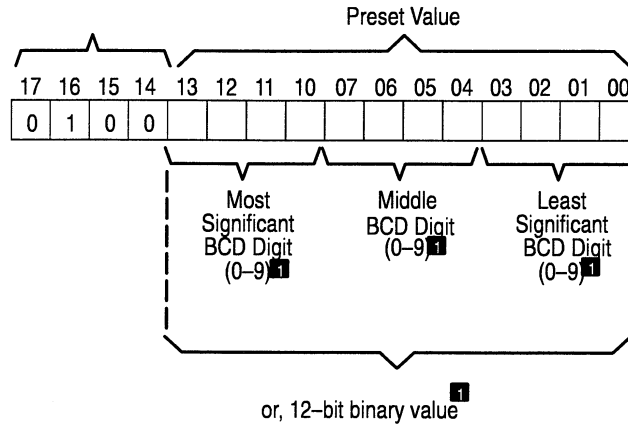 Preset Value
17 16 15 14 13 12 11 10 07 06 05 04 03 02 01 00
0 1 0 0
Most
Significant
BCD Digit
(0–9) 1
Middle
BCD Digit
(0–9) 1
Least
Significant
BCD Digit
(0–9) 1
or, 12–bit binary value 1